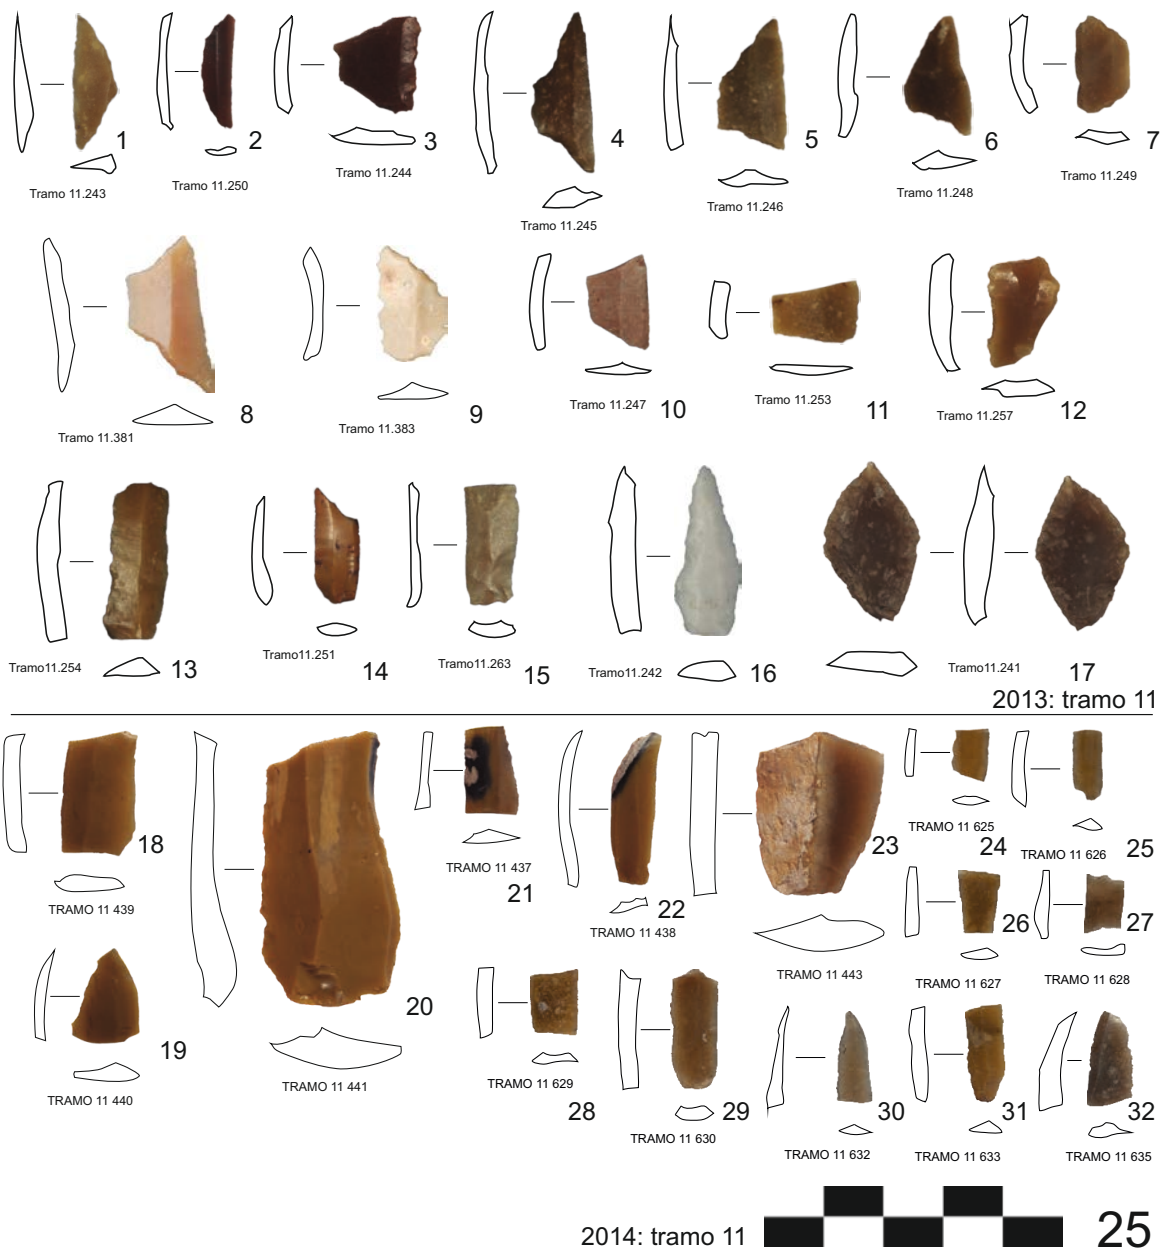 1
2
3
4
5
6
7
Tramo 11.243
Tramo 11.250
Tramo 11.244
Tramo 11.245
Tramo 11.246
Tramo 11.248
Tramo 11.249
8
9
10
11
12
Tramo 11.381
Tramo 11.383
Tramo 11.247
Tramo 11.253
Tramo 11.257
Tramo11.254
13
Tramo11.251
14
Tramo11.263
15
Tramo11.242
16
Tramo11.241
17
2013: tramo 11
18
TRAMO 11 439
19
TRAMO 11 440
20
TRAMO 11 441
TRAMO 11 437
21
22
TRAMO 11 438
23
TRAMO 11 443
TRAMO 11 625
24
TRAMO 11 626
25
26
TRAMO 11 627
27
TRAMO 11 628
TRAMO 11 629
28
29
TRAMO 11 630
30
TRAMO 11 632
31
TRAMO 11 633
32
TRAMO 11 635
2014: tramo 11
25